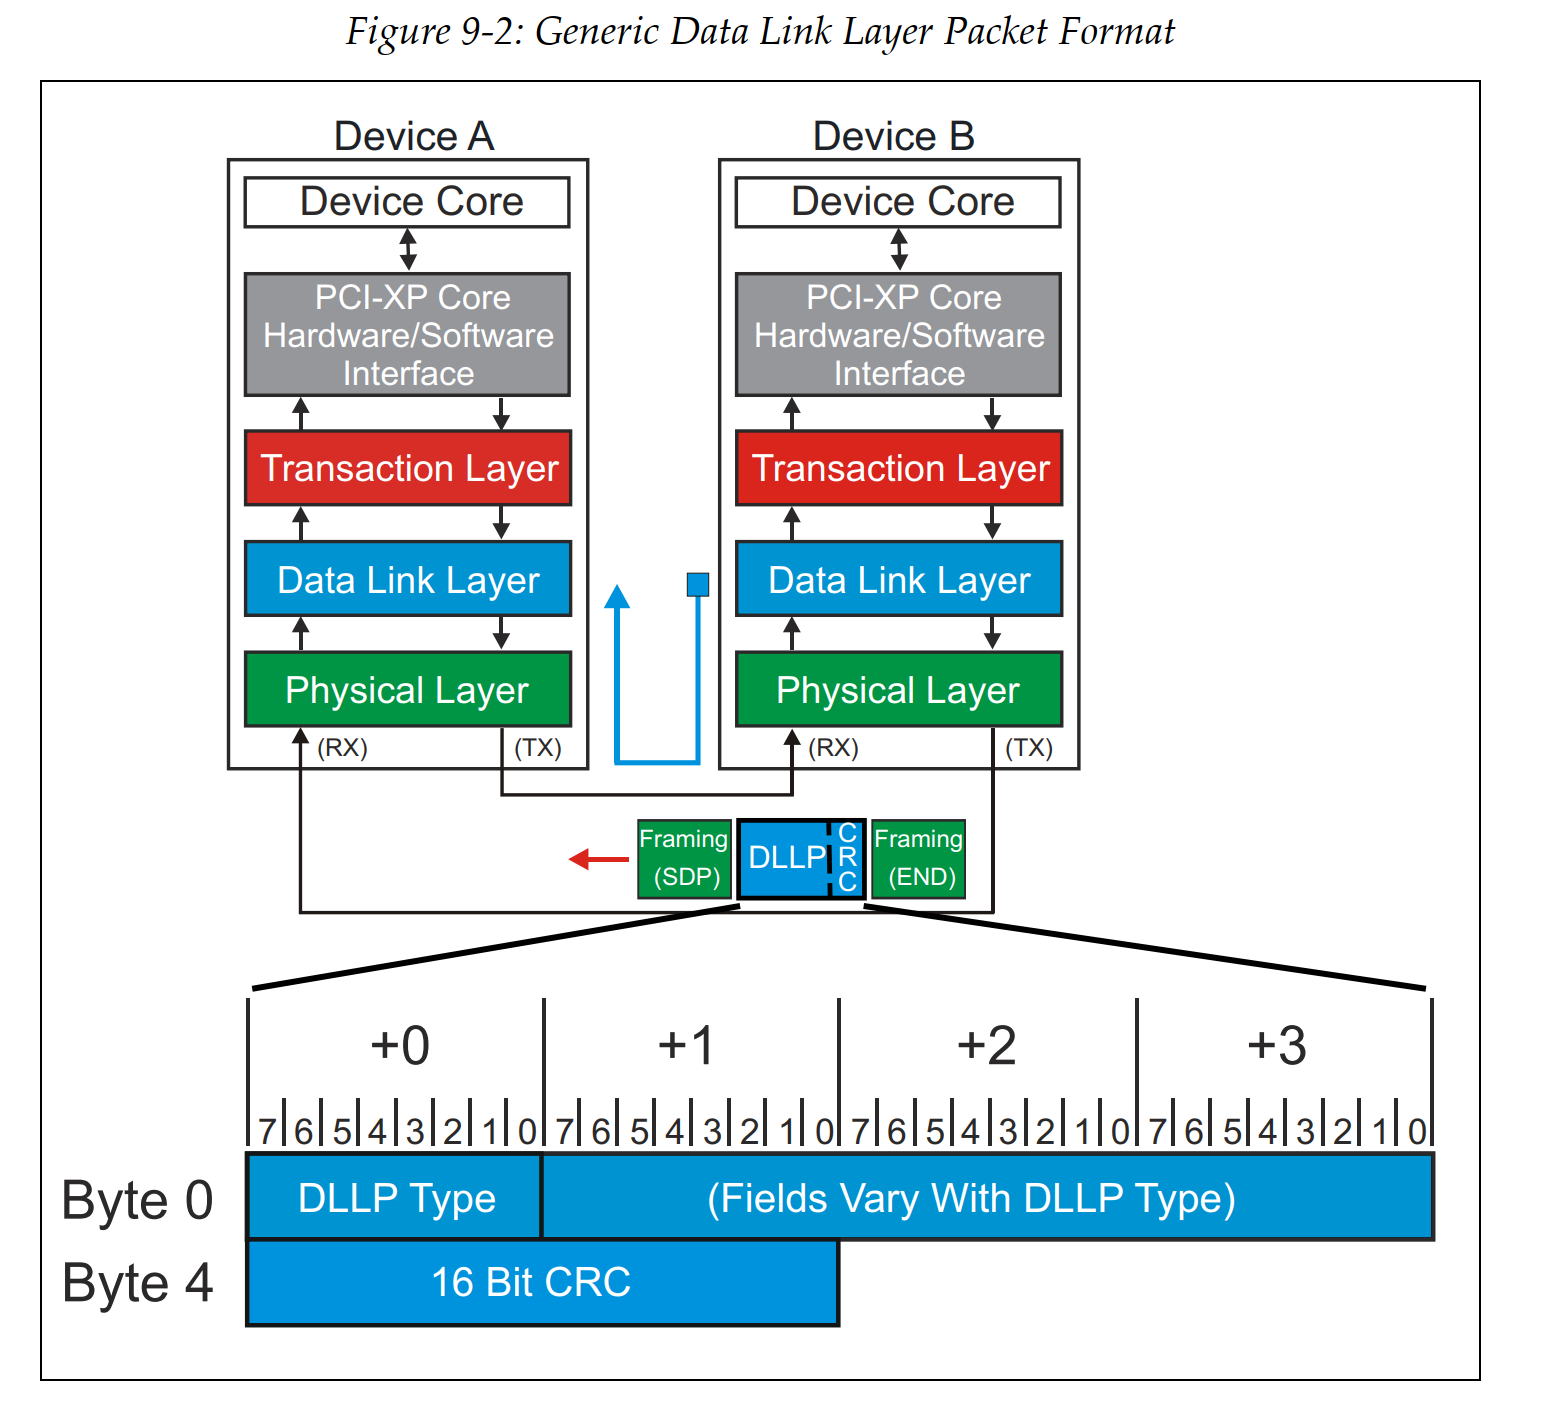 Figure 9-2: Generic Data Link Layer Packet Format
Device A
Device B
Device Core
Device Core
PCI-XP Core
Hardware/Software
Interface
PCI-XP Core
Hardware/Software
Interface
Transaction Layer
Transaction Layer
Data Link Layer
Data Link Layer
Physical Layer
Physical Layer
(RX)
(TX)
(RX)
(TX)
Framing
(SDP)
DLLP
CRC
Framing
(END)
+0
+1
+2
+3
7 6 5 4 3 2 1 0 7 6 5 4 3 2 1 0 7 6 5 4 3 2 1 0 7 6 5 4 3 2 1 0
Byte 0
DLLP Type
(Fields Vary With DLLP Type)
Byte 4
16 Bit CRC